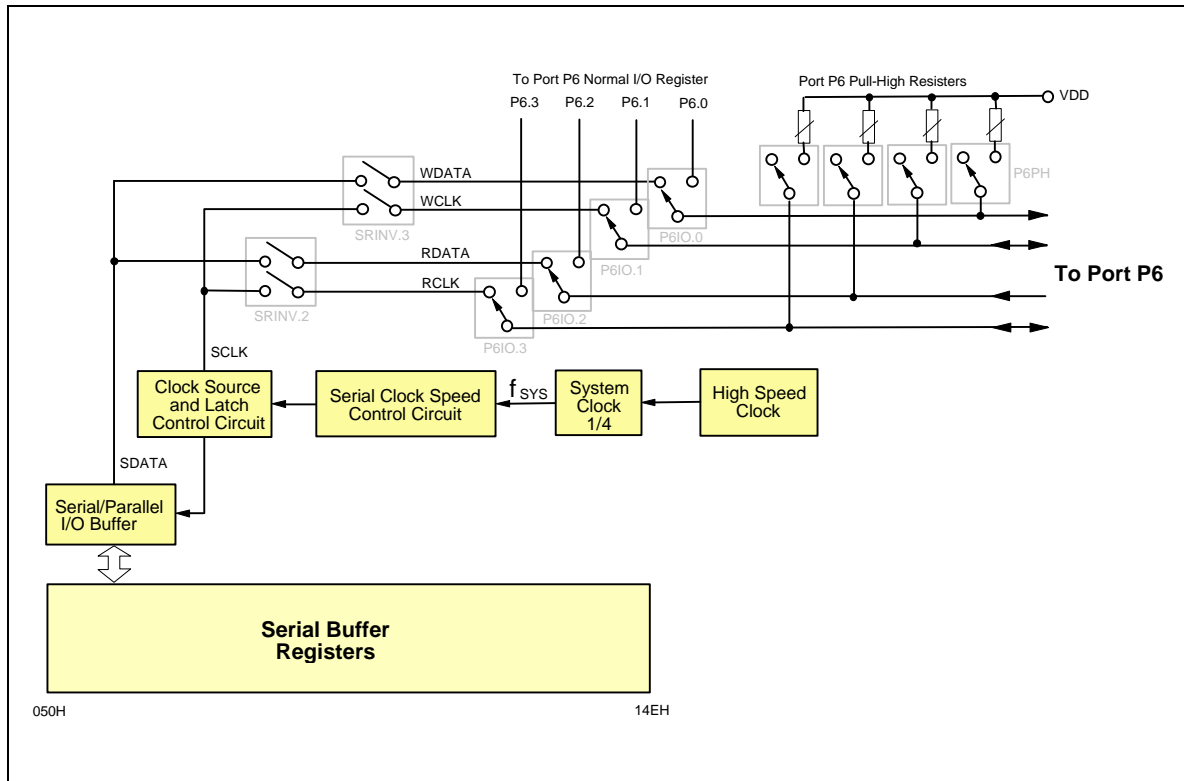 To Port P6 Normal I/O Register
P6.3 P6.2 P6.1 P6.0
Port P6 Pull-High Resisters
VDD
P6PH
WDATA
WCLK
SRINV.3
P6IO.0
RDATA
P6IO.1
RCLK
SRINV.2
P6IO.2
P6IO.3
To Port P6
SCLK
Clock Source
and Latch
Control Circuit
Serial Clock Speed
Control Circuit
f SYS
System
Clock
1/4
High Speed
Clock
SDATA
Serial/Parallel
I/O Buffer
Serial Buffer
Registers
050H 14EH